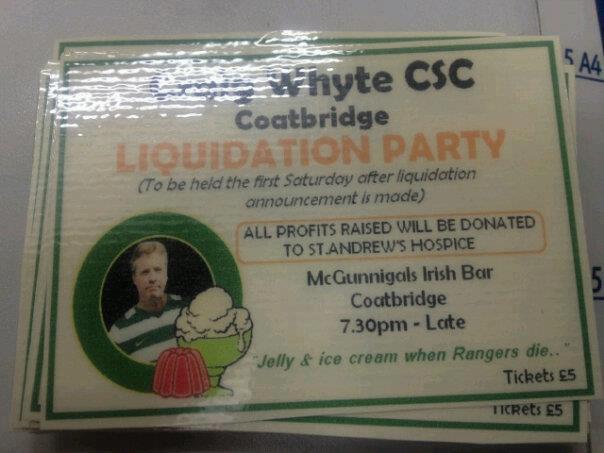 Craig Whyte CSC
Coatbridge
LIQUIDATION PARTY
(To be held the first Saturday after liquidation
announcement is made)
ALL PROFITS RAISED WILL BE DONATED
TO ST.ANDREW'S HOSPICE
McGunnigals Irish Bar
Coatbridge
7.30pm - Late
"Jelly & ice cream when Rangers die.."
Tickets £5
Tickets £5
5 A4
5